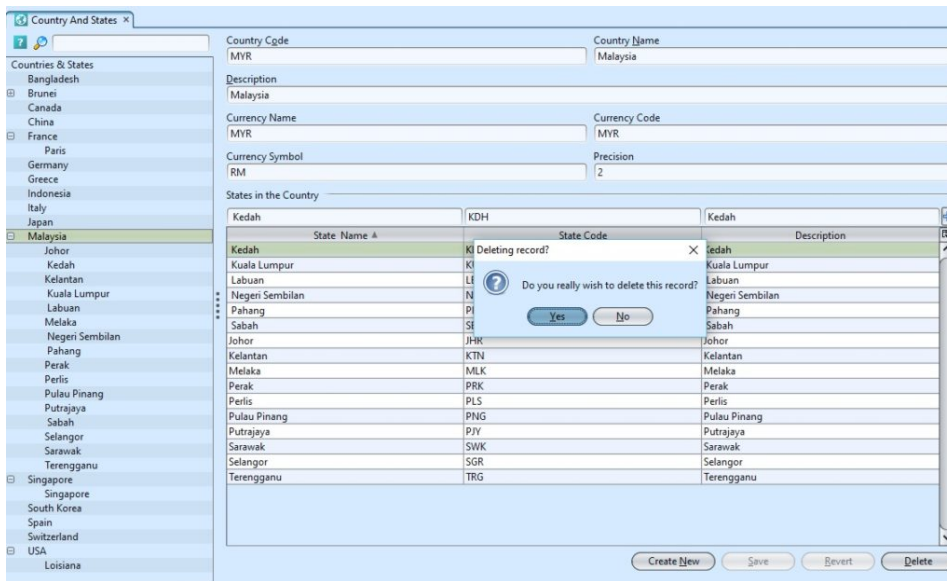 Country And States ×
Countries & States
Bangladesh
Brunei
Canada
China
France
Paris
Germany
Greece
Indonesia
Italy
Japan
Malaysia
Johor
Kedah
Kelantan
Kuala Lumpur
Labuan
Melaka
Negeri Sembilan
Pahang
Perak
Perlis
Pulau Pinang
Putrajaya
Sabah
Selangor
Sarawak
Terengganu
Singapore
Singapore
South Korea
Spain
Switzerland
USA
Loisiana
Country Code Country Name
MYR Malaysia
Description
Malaysia
Currency Name Currency Code
MYR MYR
Currency Symbol Precision
RM 2
States in the Country
Kedah KDH Kedah
State Name State Code Description
Kedah Kedah
Kuala Lumpur Kuala Lumpur
Labuan Labuan
Negeri Sembilan Negeri Sembilan
Pahang Pahang
Sabah Sabah
Johor JHR Johor
Kelantan KTN Kelantan
Melaka MLK Melaka
Perak PRK Perak
Perlis PLS Perlis
Pulau Pinang PNG Pulau Pinang
Putrajaya PJY Putrajaya
Sarawak SWK Sarawak
Selangor SGR Selangor
Terengganu TRG Terengganu
Deleting record? ×
Do you really wish to delete this record?
Yes No
Create New Save Revert Delete